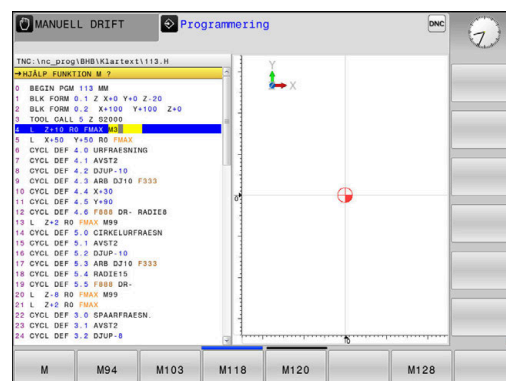 MANUELL DRIFT
Programmering
DNC
TNC:\nc_prog\BHB\Klartext\113.H
→HJÄLP FUNKTION M ?
0 BEGIN PGM 113 MM
1 BLK FORM 0.1 Z X+0 Y+0 Z-20
2 BLK FORM 0.2 X+100 Y+100 Z+0
3 TOOL CALL 5 Z S2000
4 L Z+10 R0 FMAX M3
5 L X+50 Y+50 R0 FMAX
6 CYCL DEF 4.0 URFRAESNING
7 CYCL DEF 4.1 AVST2
8 CYCL DEF 4.2 DJUP-10
9 CYCL DEF 4.3 ARB DJ10 F333
10 CYCL DEF 4.4 X+30
11 CYCL DEF 4.5 Y+90
12 CYCL DEF 4.6 F888 DR- RADIE8
13 L Z+2 R0 FMAX M99
14 CYCL DEF 5.0 CIRKELURFRAESN
15 CYCL DEF 5.1 AVST2
16 CYCL DEF 5.2 DJUP-10
17 CYCL DEF 5.3 ARB DJ10 F333
18 CYCL DEF 5.4 RADIE15
19 CYCL DEF 5.5 F888 DR-
20 L Z-8 R0 FMAX M99
21 L Z+2 R0 FMAX
22 CYCL DEF 3.0 SPAARFRAESN.
23 CYCL DEF 3.1 AVST2
24 CYCL DEF 3.2 DJUP-8
Y
X
0
0
M M94 M103 M118 M120 M128